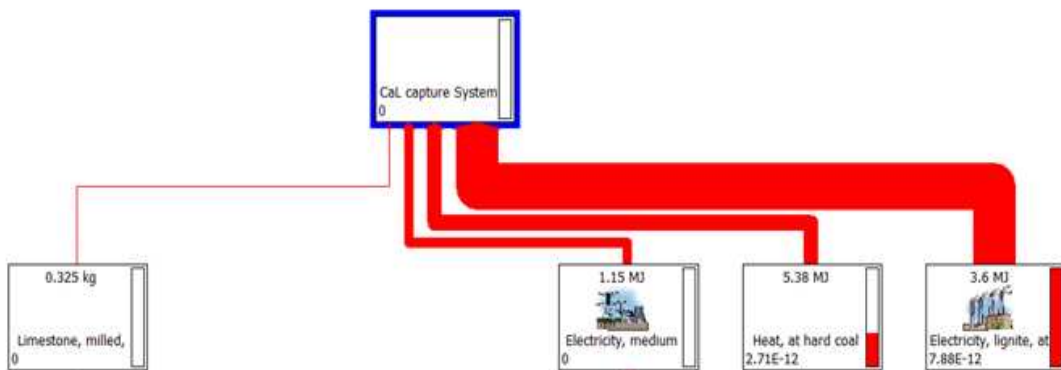 CaL capture System
0
0.325 kg
Limestone, milled,
0
1.15 MJ
Electricity, medium
0
5.38 MJ
Heat, at hard coal
2.71E-12
3.6 MJ
Electricity, lignite, at
7.88E-12